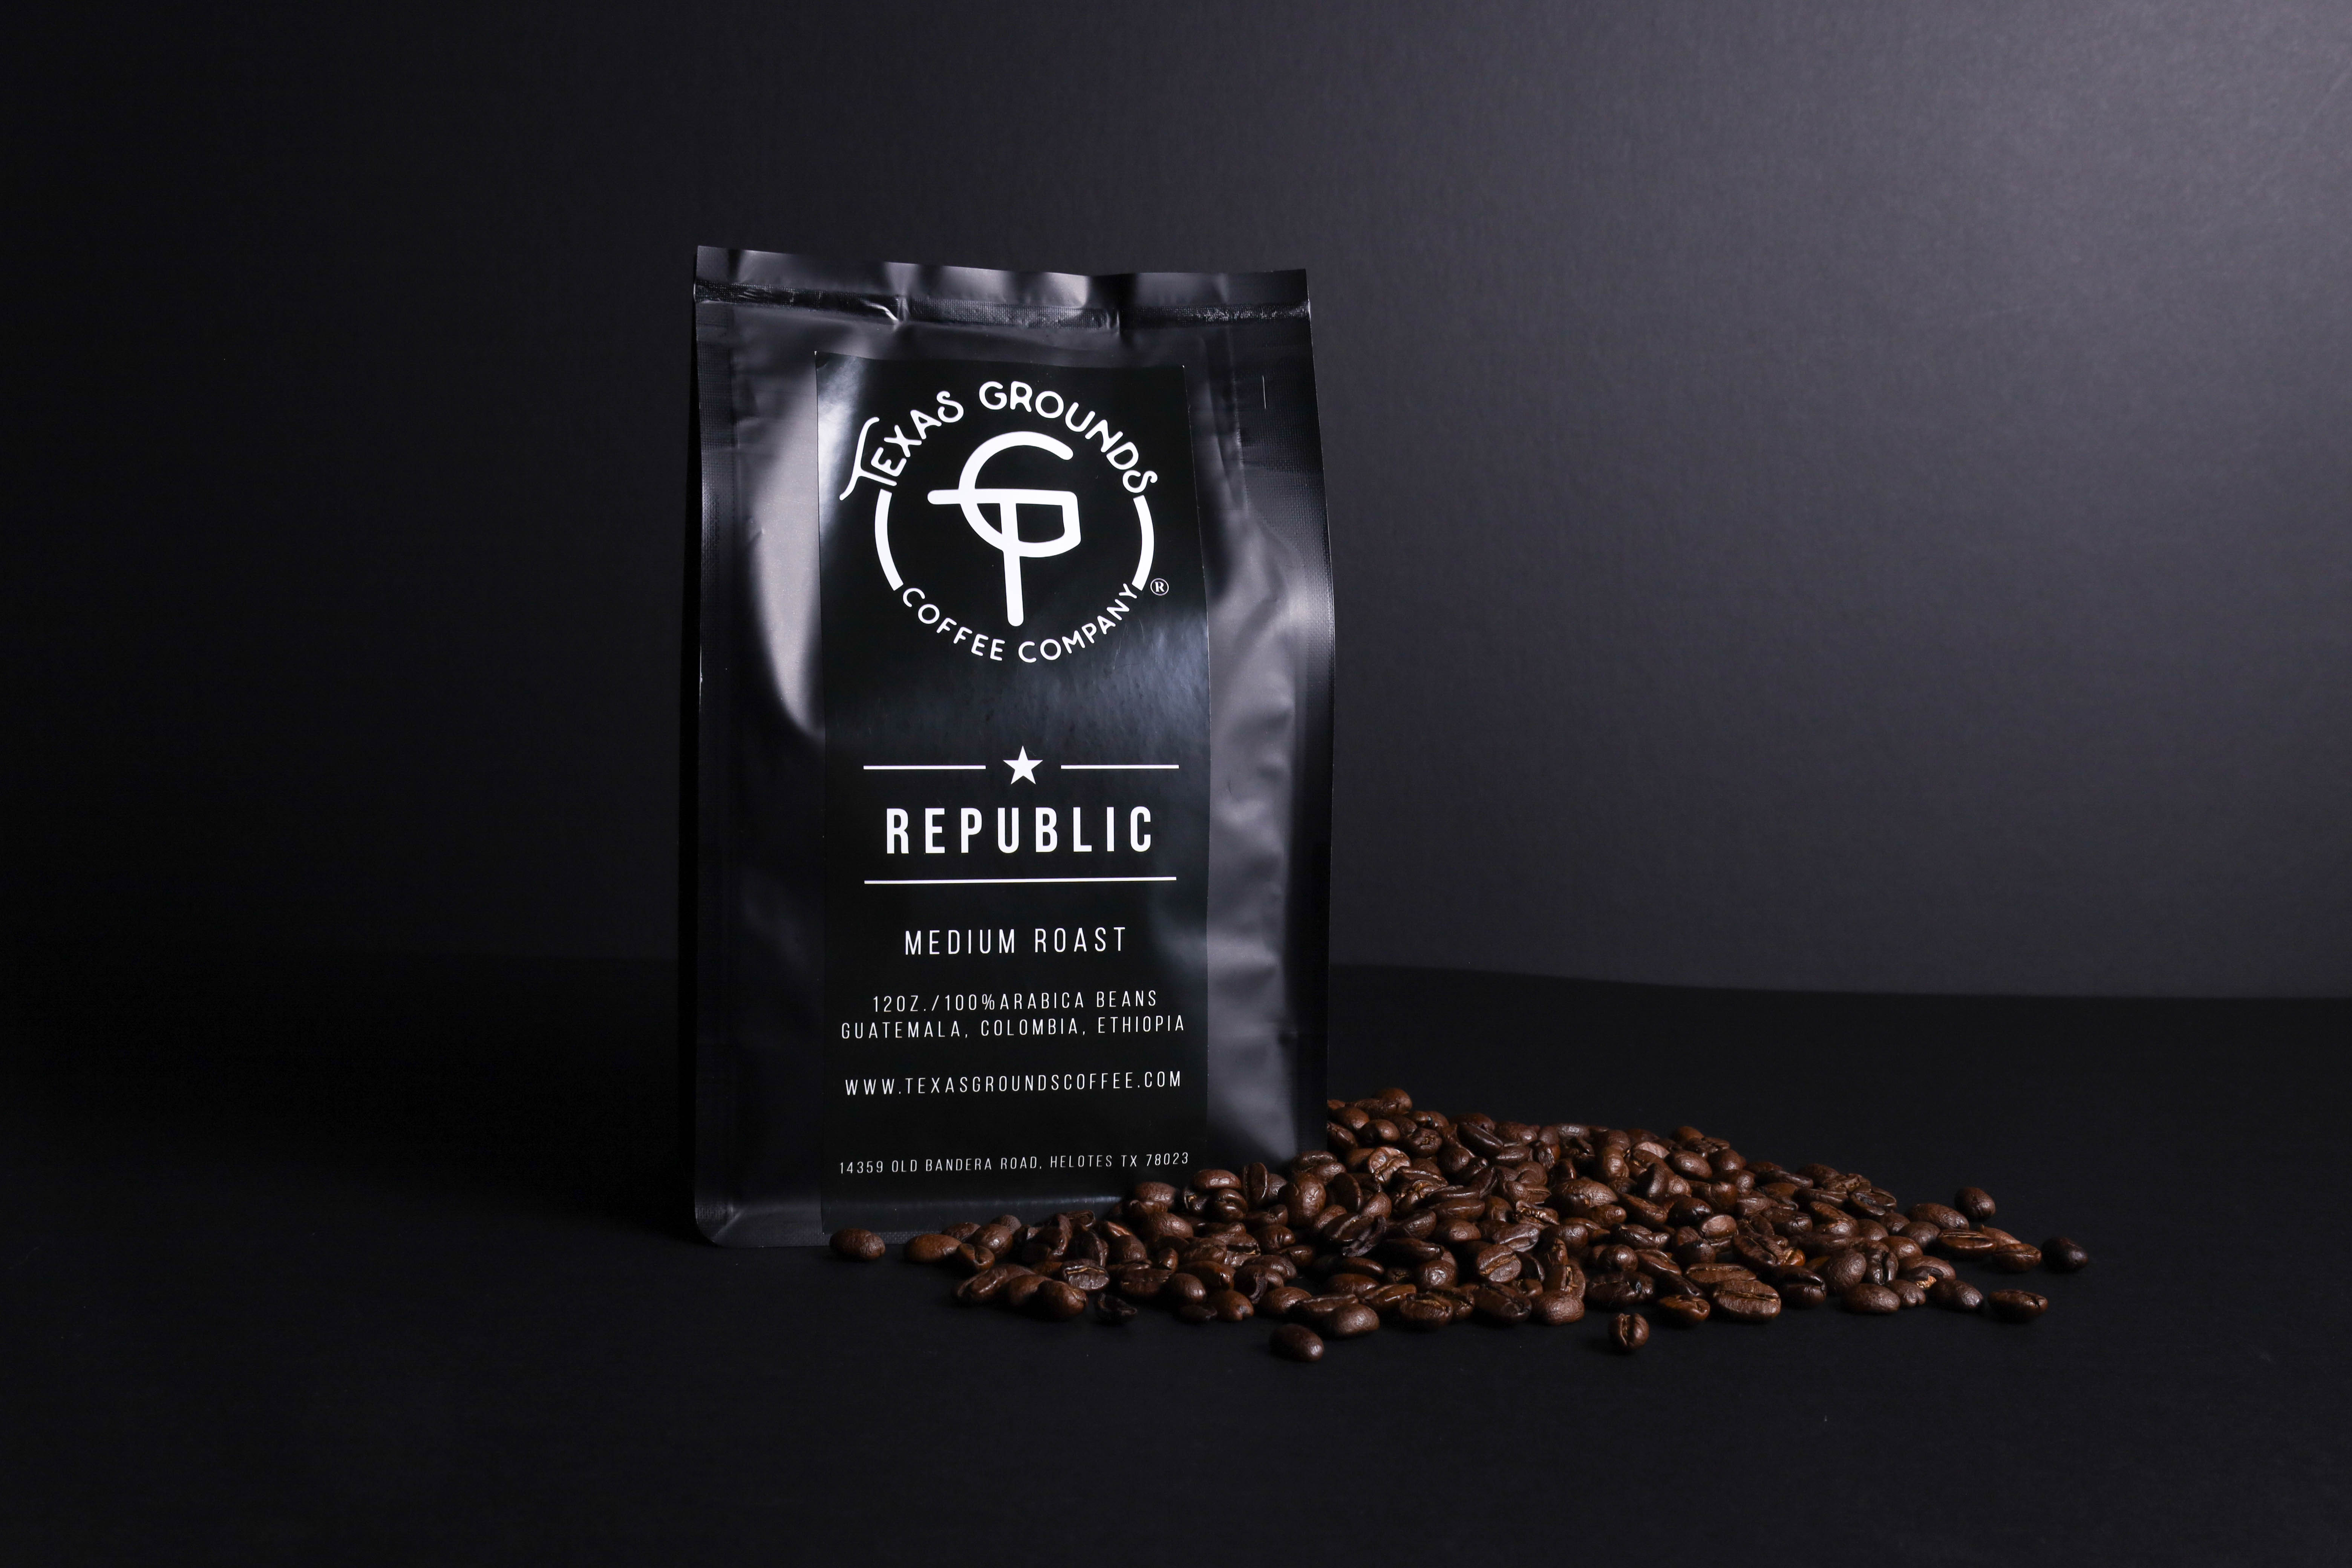 TEXAS GROUNDS
COFFEE COMPANY ®
REPUBLIC
MEDIUM ROAST
12OZ./100%ARABICA BEANS
GUATEMALA, COLOMBIA, ETHIOPIA
WWW.TEXASGROUNDSCOFFEE.COM
14359 OLD BANDERA ROAD, HELOTES TX 78023